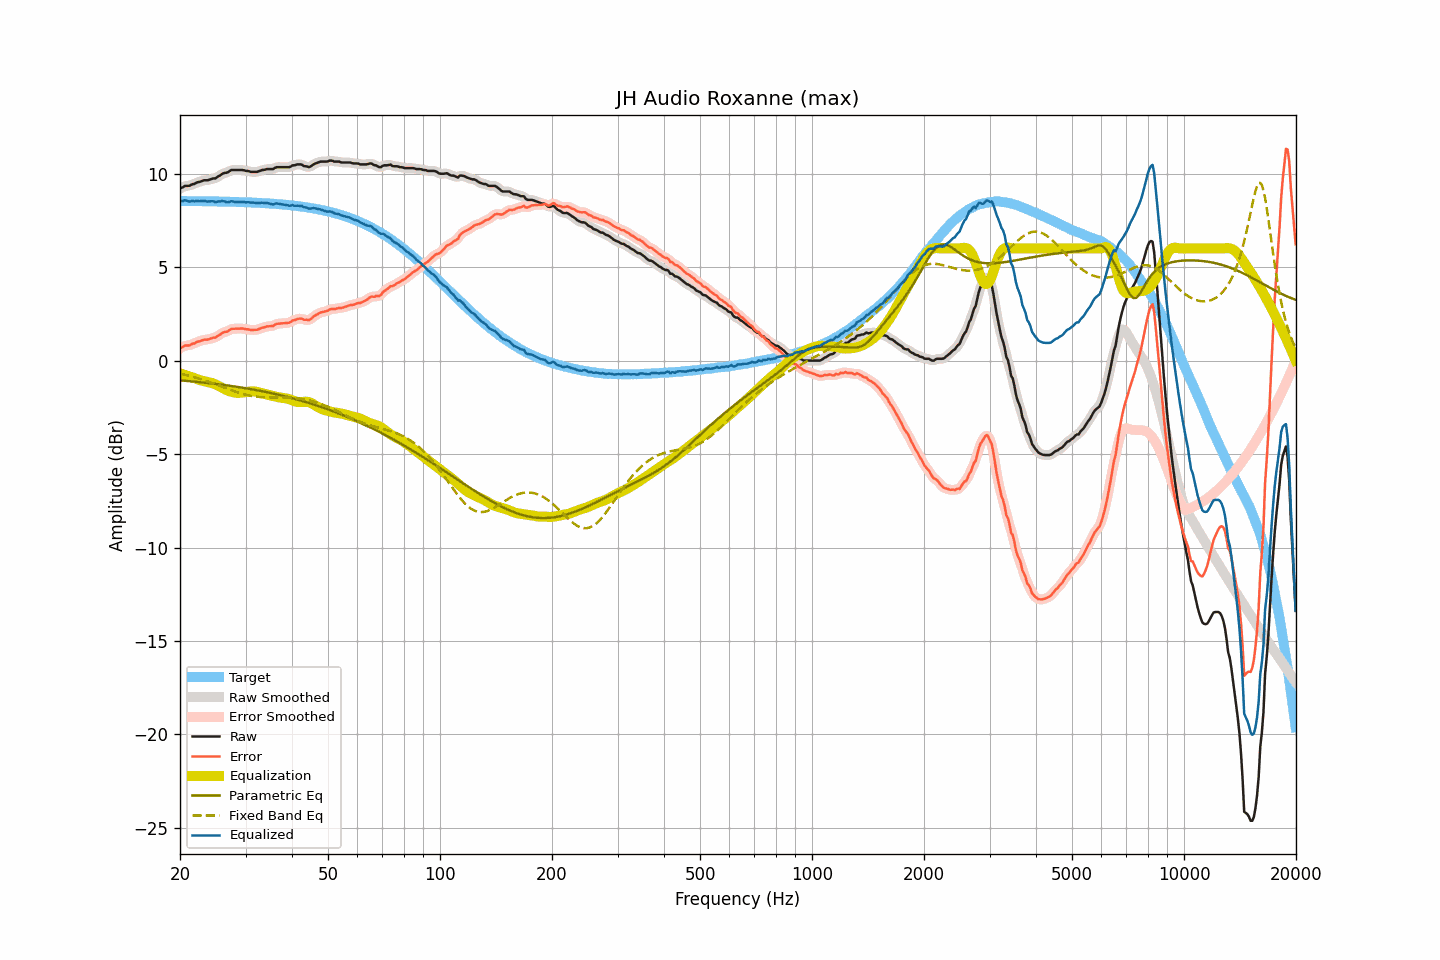 JH Audio Roxanne (max)
Amplitude (dBr)
10
5
0
−5
−10
−15
−20
−25
Target
Raw Smoothed
Error Smoothed
Raw
Error
Equalization
Parametric Eq
Fixed Band Eq
Equalized
20 50 100 200 500 1000 2000 5000 10000 20000
Frequency (Hz)